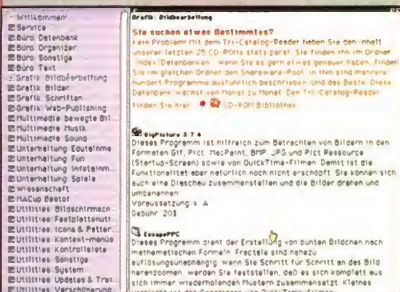 Willkommen
Service
Büro Datenbank
Büro Organizer
Büro Sonstige
Büro Text
Grafik Bildbearbeitung
Grafik Bilder
Grafik Schriften
Grafik Web-Publishing
Multimedia bewegte Bil
Multimedia Musik
Multimedia Sound
Unterhaltung Edutainme
Unterhaltung Fun
Unterhaltung Infotainm
Unterhaltung Spiele
Wissenschaft
MACup Bestof
Utilities Bildschirmsch
Utilities Festplattenuti
Utilities Icons & Patter
Utilities Kontext-menüs
Utilities Kontrolleiste
Utilities Sonstige
Utilities System
Utilities Updates & Trei
Utilities Verschönerung
Grafik: Bildbearbeitung
Sie suchen etwas Bestimmtes?
Kein Problem! Mit dem Tri-Catalog-Reader haben Sie den Inhalt
unserer letzten 25 CD-ROMs stets parat. Sie finden ihn im Ordner
Index/Datenbanken. Wenn Sie es gern etwas genauer haben, finden
Sie im gleichen Ordner den Shareware-Pool. In ihm sind mehrere
hundert Programme ausführlich beschrieben. Und das Beste: Diese
Datenbank wächst von Monat zu Monat. Den Tri-Catalog-Reader
finden Sie hier: CD-ROM Bibliothek
BigPicture 3.7.4
Dieses Programm ist hilfreich zum Betrachten von Bildern in den
Formaten Gif, Pict, MacPaint, BMP, JPG und Pict Ressource
(Startup-Screen) sowie von QuickTime-Filmen. Damit ist die
Funktionalität aber natürlich noch nicht erschöpft. Sie können sich
auch eine Diaschau zusammenstellen und die Bilder drehen und
umbenennen.
Voraussetzung: k. A.
Gebühr: 20$
EscapePPC
Dieses Programm dient der Erstellung von bunten Bildchen nach
mathematischen Formeln. Fractale sind nahezu
auflösungsunabhängig. Wenn Sie Schritt für Schritt an das Bild
heranzoomen, werden Sie feststellen, daß es sich komplett aus
sich immer wiederholenden Mustern zusammensetzt.